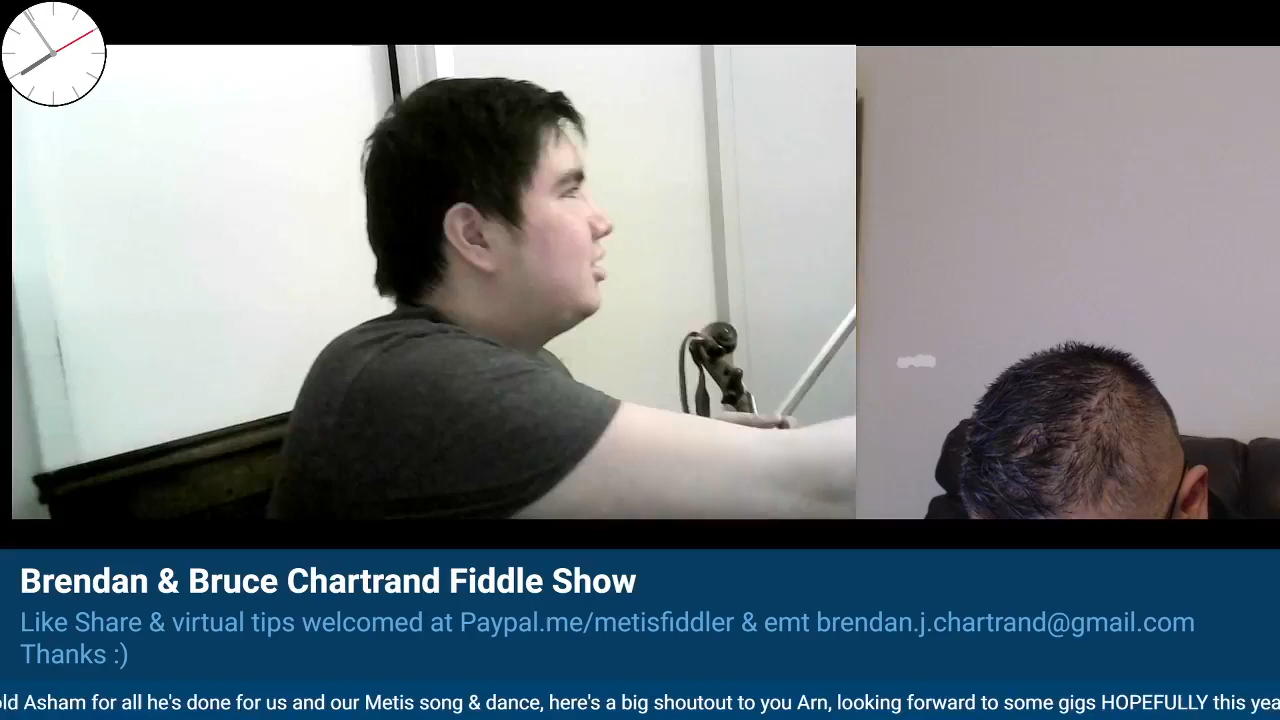 Brendan & Bruce Chartrand Fiddle Show
Like Share & virtual tips welcomed at Paypal.me/metisfiddler & emt brendan.j.chartrand@gmail.com
Thanks :)
Asham for all he's done for us and our Metis song & dance, here's a big shoutout to you Arn, looking forward to some gigs HOPEFULLY this